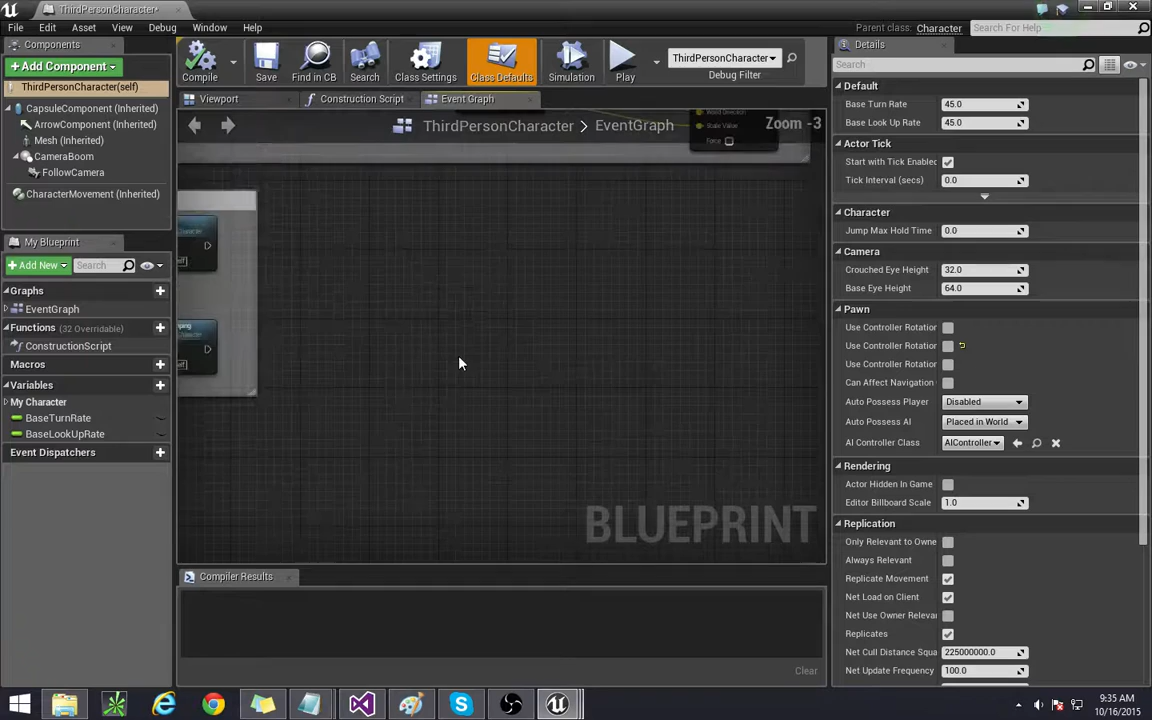 ThirdPersonCharacter*
File Edit Asset View Debug Window Help
Parent class: Character Search For Help
Components
Add Component
ThirdPersonCharacter(self)
CapsuleComponent (Inherited)
ArrowComponent (Inherited)
Mesh (Inherited)
CameraBoom
FollowCamera
CharacterMovement (Inherited)
My Blueprint
Add New Search
Graphs
EventGraph
Functions (32 Overridable)
ConstructionScript
Macros
Variables
My Character
BaseTurnRate
BaseLookUpRate
Event Dispatchers
Compile Save Find in CB Search Class Settings Class Defaults Simulation Play
ThirdPersonCharacter
Debug Filter
Viewport Construction Script Event Graph
ThirdPersonCharacter > EventGraph
Zoom -3
World Direction
Scale Value
Force
BLUEPRINT
Compiler Results
Clear
Details
Search
Default
Base Turn Rate 45.0
Base Look Up Rate 45.0
Actor Tick
Start with Tick Enabled
Tick Interval (secs) 0.0
Character
Jump Max Hold Time 0.0
Camera
Crouched Eye Height 32.0
Base Eye Height 64.0
Pawn
Use Controller Rotation
Use Controller Rotation
Use Controller Rotation
Can Affect Navigation
Auto Possess Player Disabled
Auto Possess AI Placed in World
AI Controller Class AIController
Rendering
Actor Hidden In Game
Editor Billboard Scale 1.0
Replication
Only Relevant to Owne
Always Relevant
Replicate Movement
Net Load on Client
Net Use Owner Relevan
Replicates
Net Cull Distance Squa 225000000.0
Net Update Frequency 100.0
9:35 AM
10/16/2015